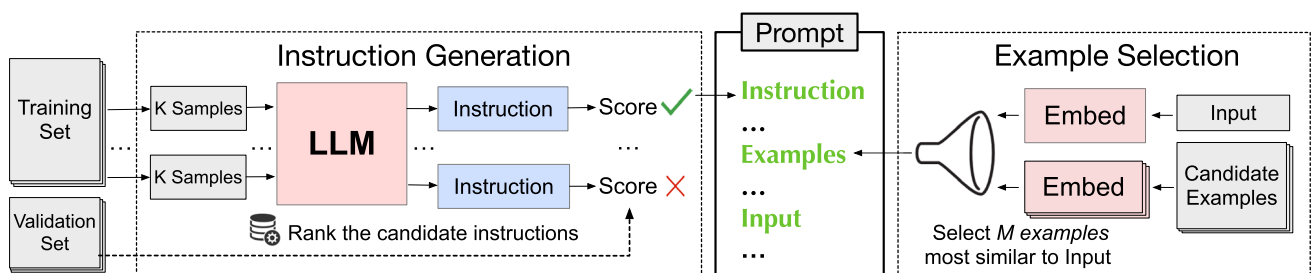 Instruction Generation
Training
Set
Validation
Set
K Samples
...
K Samples
...
LLM
Instruction
...
Instruction
Score
...
Score
Rank the candidate instructions
Prompt
Instruction
...
Examples
...
Input
...
Example Selection
Embed
Input
Embed
Candidate
Examples
Select M examples
most similar to Input